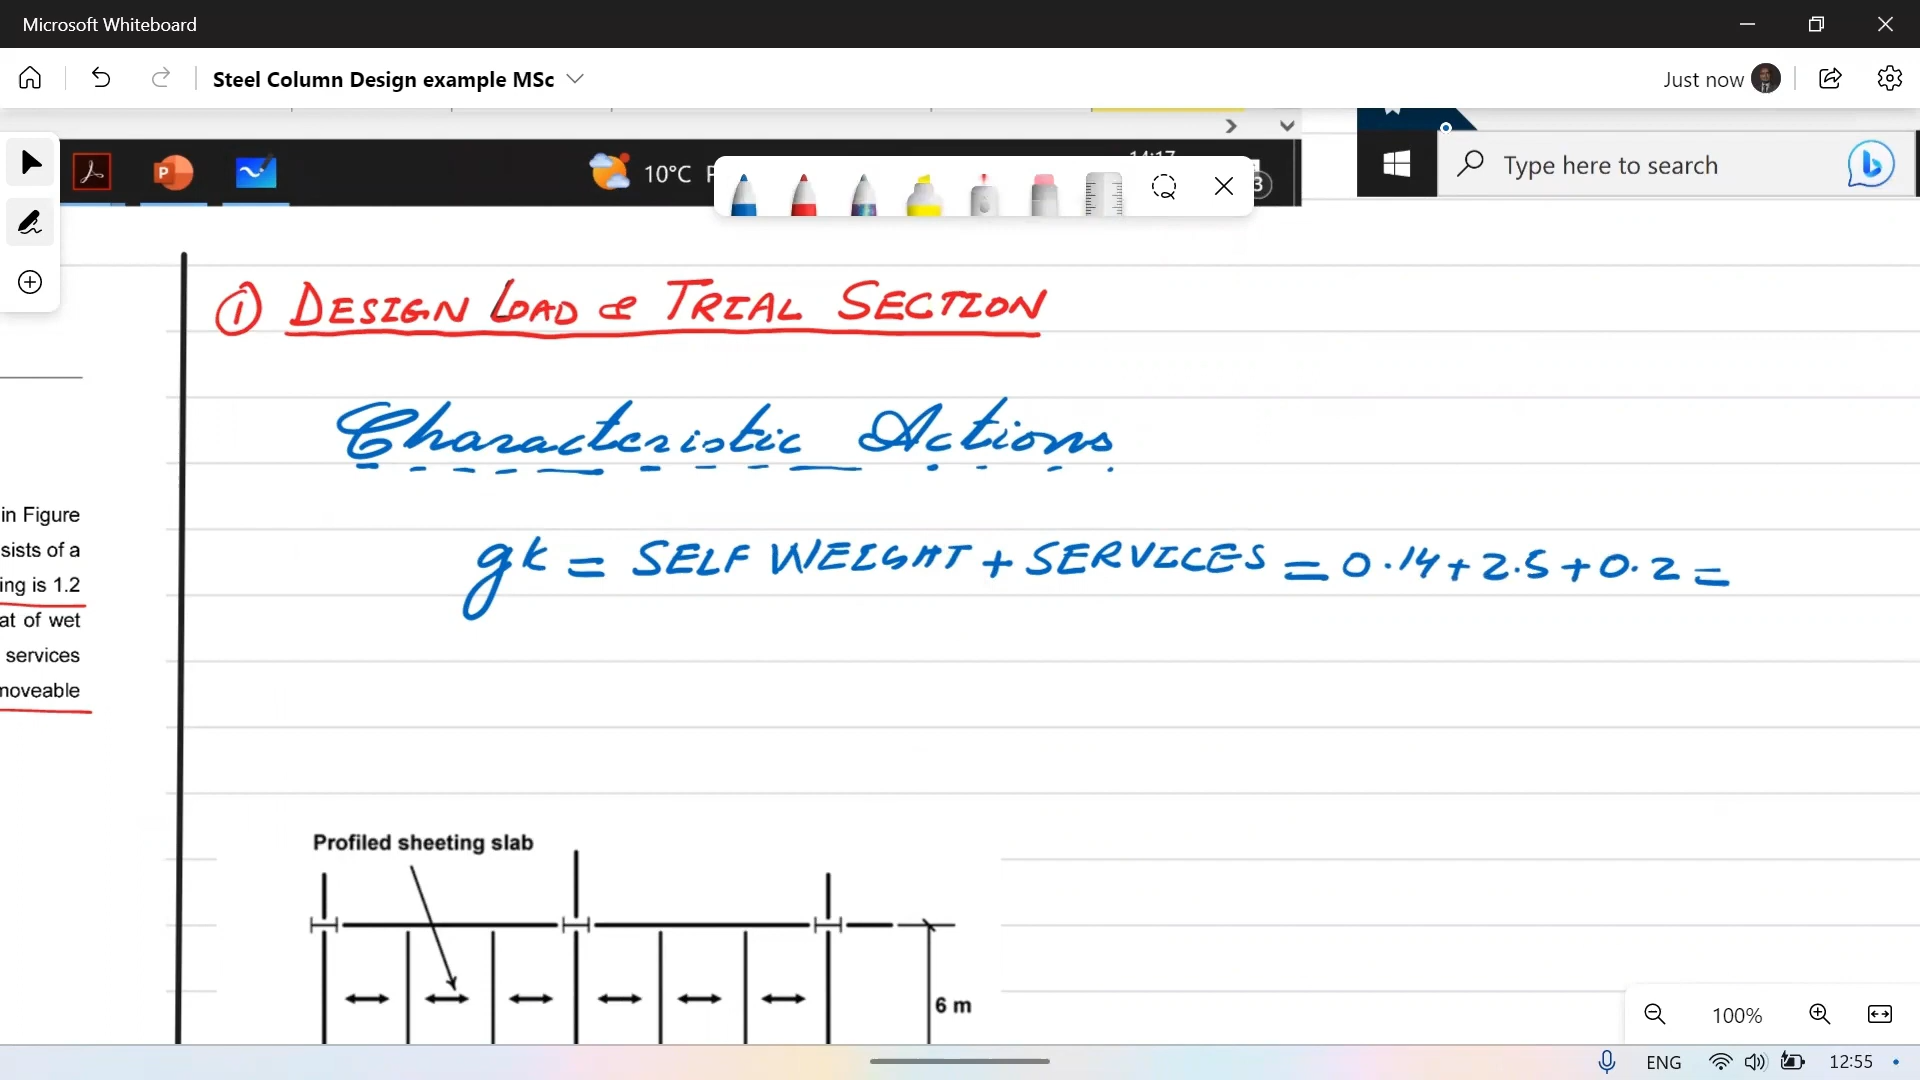 Microsoft Whiteboard
Steel Column Design example MSc
Just now
10°C
Type here to search
① DESIGN LOAD & TRIAL SECTION
Characteristic Actions
in Figure
sists of a
ing is 1.2
at of wet
services
moveable
gk = SELF WEIGHT + SERVICES = 0.14 + 2.5 + 0.2 =
Profiled sheeting slab
6 m
100%
ENG
12:55